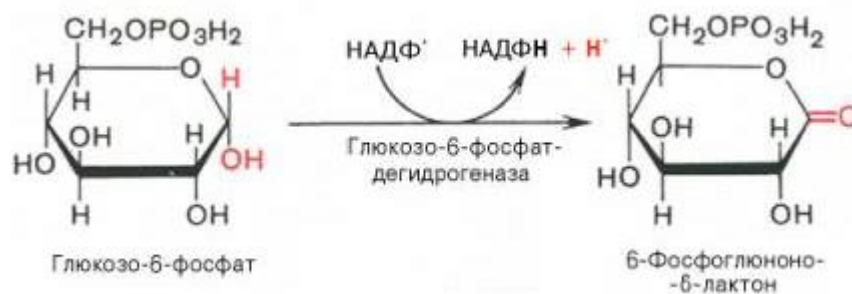 CH₂OPO₃H₂
НАДФ⁺ НАДФН + Н⁺
CH₂OPO₃H₂
H
O
H
H
OH
H
HO
OH
H
OH
Глюкозо-6-фосфат-
дегидрогеназа
H
O
OH
H
O
HO
H
OH
Глюкозо-6-фосфат
6-Фосфоглюконо-
-б-лактон